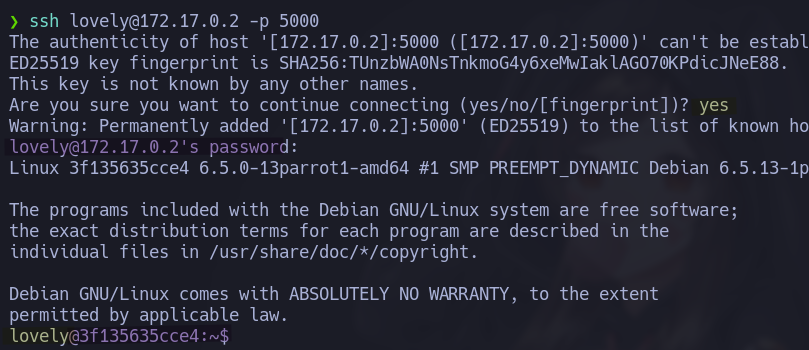 ❯ ssh lovely@172.17.0.2 -p 5000
The authenticity of host '[172.17.0.2]:5000 ([172.17.0.2]:5000)' can't be establ
ED25519 key fingerprint is SHA256:TUnzbWA0NsTnkmoG4y6xeMwIaklAGO70KPdicJNeE88.
This key is not known by any other names.
Are you sure you want to continue connecting (yes/no/[fingerprint])? yes
Warning: Permanently added '[172.17.0.2]:5000' (ED25519) to the list of known ho
lovely@172.17.0.2's password:
Linux 3f135635cce4 6.5.0-13parrot1-amd64 #1 SMP PREEMPT_DYNAMIC Debian 6.5.13-1p
The programs included with the Debian GNU/Linux system are free software;
the exact distribution terms for each program are described in the
individual files in /usr/share/doc/*/copyright.
Debian GNU/Linux comes with ABSOLUTELY NO WARRANTY, to the extent
permitted by applicable law.
lovely@3f135635cce4:~$